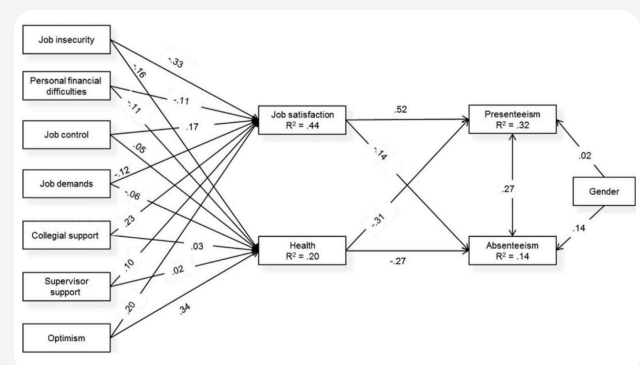 Job insecurity
Personal financial
difficulties
Job control
Job demands
Collegial support
Supervisor
support
Optimism
-.33
-.16
-.11
-.11
.17
.05
-.12
-.06
.23
.03
.10
.02
.20
.34
Job satisfaction
R² = .44
Health
R² = .20
.52
-.14
-.31
-.27
Presenteeism
R² = .32
.27
Absenteeism
R² = .14
.02
Gender
.14